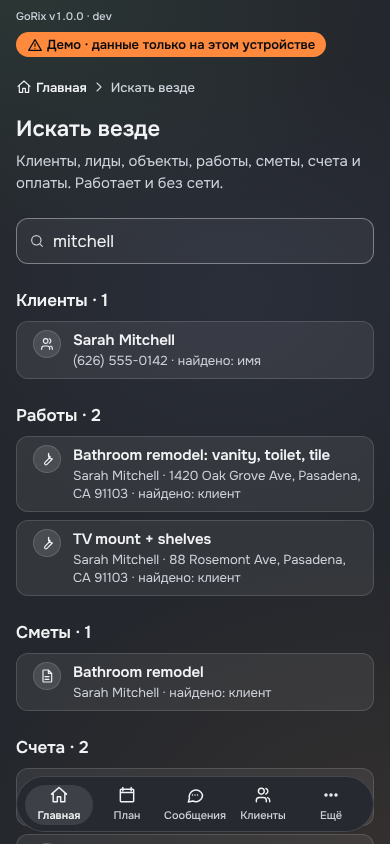 GoRix v1.0.0 · dev
Демо · данные только на этом устройстве
Главная > Искать везде
Искать везде
Клиенты, лиды, объекты, работы, сметы, счета и
оплаты. Работает и без сети.
mitchell
Клиенты · 1
Sarah Mitchell
(626) 555-0142 · найдено: имя
Работы · 2
Bathroom remodel: vanity, toilet, tile
Sarah Mitchell · 1420 Oak Grove Ave, Pasadena,
CA 91103 · найдено: клиент
TV mount + shelves
Sarah Mitchell · 88 Rosemont Ave, Pasadena,
CA 91103 · найдено: клиент
Сметы · 1
Bathroom remodel
Sarah Mitchell · найдено: клиент
Счета · 2
Главная План Сообщения Клиенты Ещё